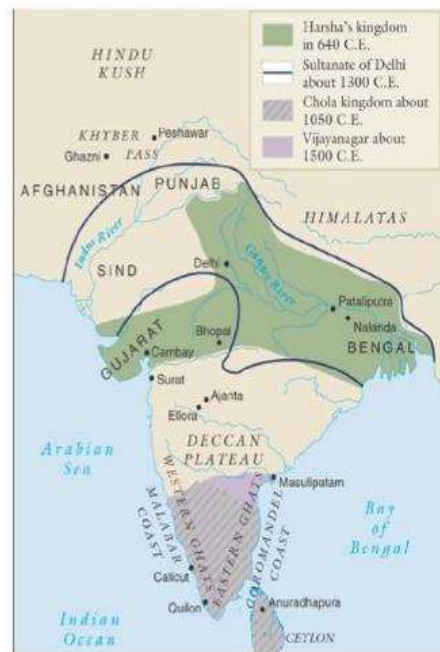 Harsha's kingdom
in 640 C.E.
Sultanate of Delhi
about 1300 C.E.
Chola kingdom about
1050 C.E.
Vijayanagar about
1500 C.E.
HINDU
KUSH
KHYBER
PASS
Peshawar
Ghazni
AFGHANISTAN
PUNJAB
HIMALATAS
Indus River
SIND
Delhi
Ganges River
Pataliputra
Nalanda
BENGAL
GUJARAT
Bhopal
Cambay
Surat
Ajanta
Ellora
DECCAN
PLATEAU
Arabian
Sea
WESTERN GHATS
MALABAR
COAST
EASTERN GHATS
Masulipatam
COROMANDEL
COAST
Bay
of
Bengal
Calicut
Quilon
Anuradhapura
CEYLON
Indian
Ocean